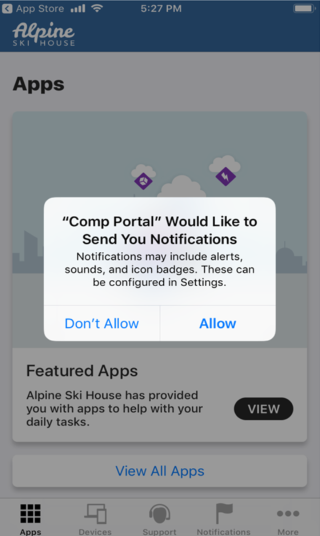 App Store 5:27 PM
Alpine
SKI HOUSE
Apps
“Comp Portal” Would Like to
Send You Notifications
Notifications may include alerts,
sounds, and icon badges. These can
be configured in Settings.
Don’t Allow Allow
Featured Apps
Alpine Ski House has provided
you with apps to help with your
daily tasks.
VIEW
View All Apps
Apps Devices Support Notifications More